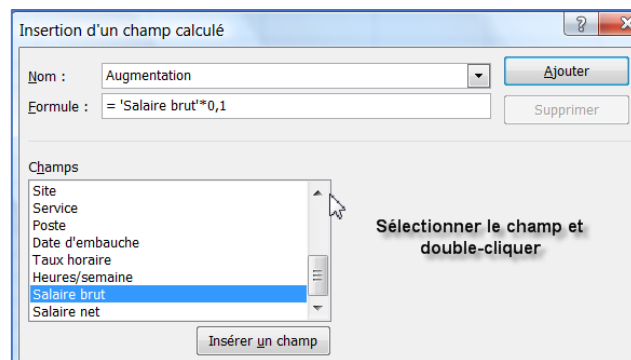 Insertion d'un champ calculé
Nom : Augmentation Ajouter
Formule : = 'Salaire brut'*0,1 Supprimer
Champs
Site
Service
Poste
Date d'embauche
Taux horaire
Heures/semaine
Salaire brut
Salaire net
Sélectionner le champ et
double-cliquer
Insérer un champ